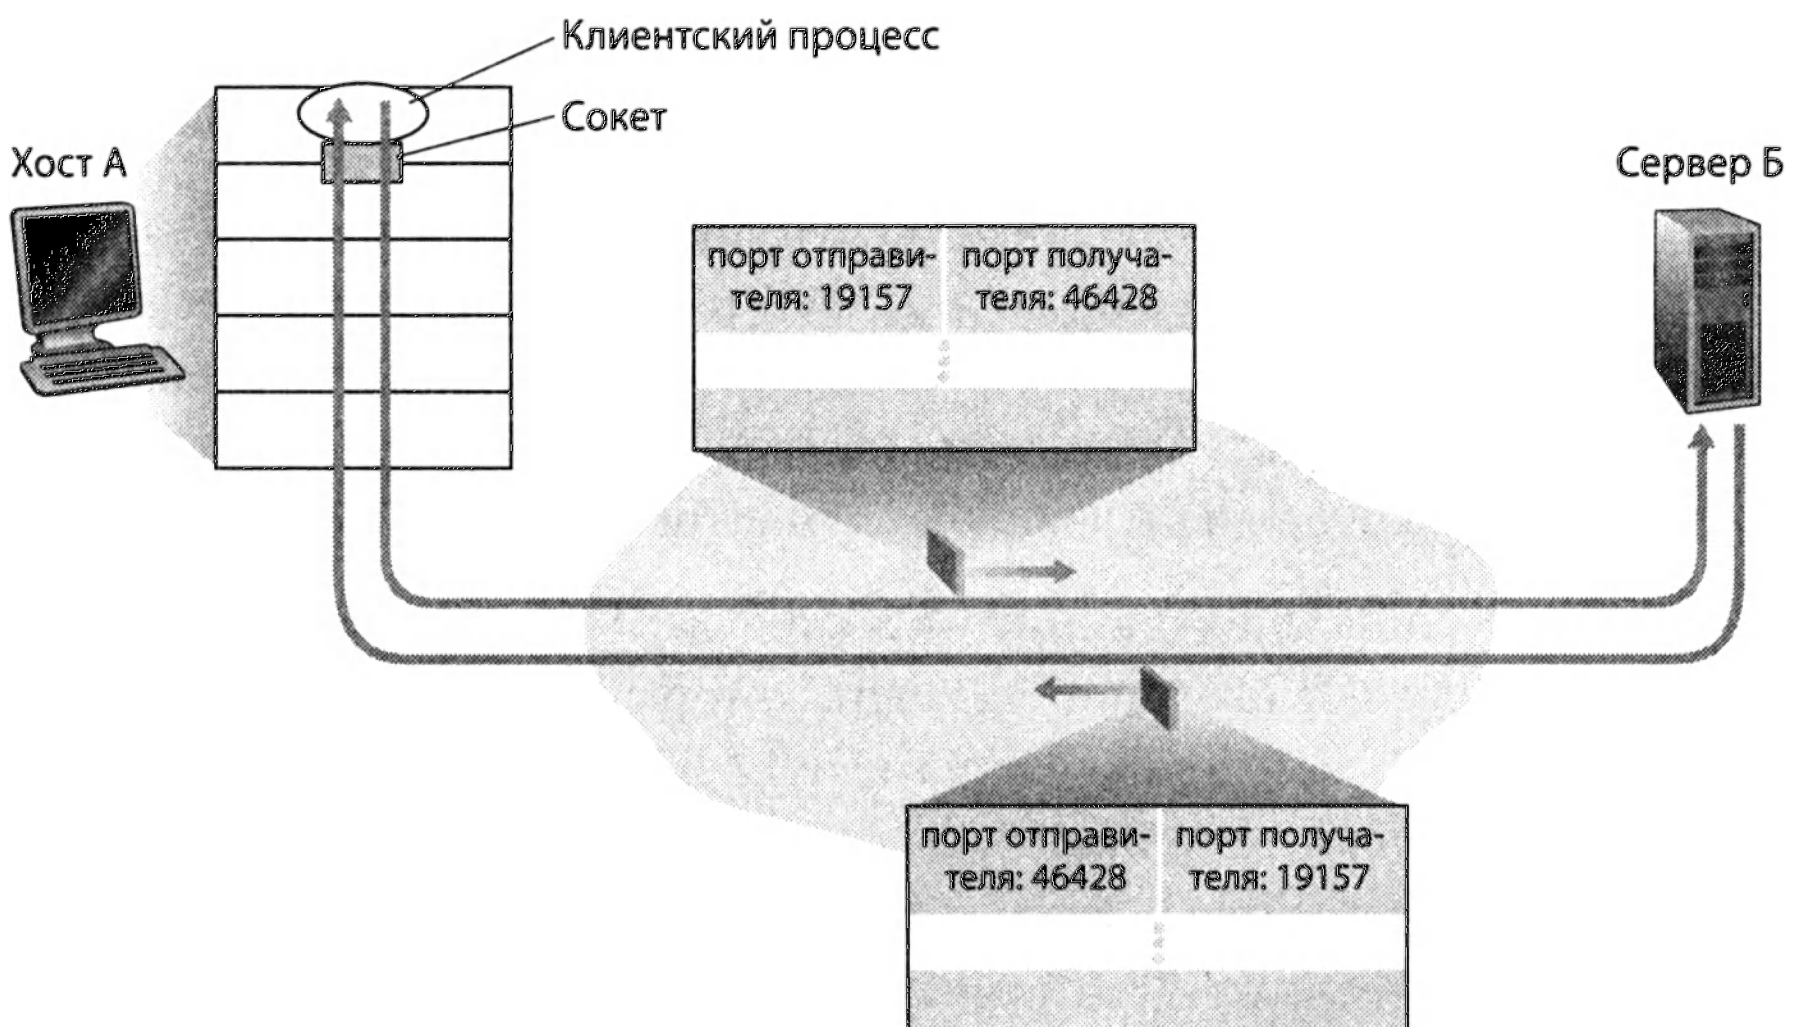 Клиентский процесс
Сокет
Хост А
Сервер Б
порт отправи-
теля: 19157
порт получа-
теля: 46428
порт отправи-
теля: 46428
порт получа-
теля: 19157